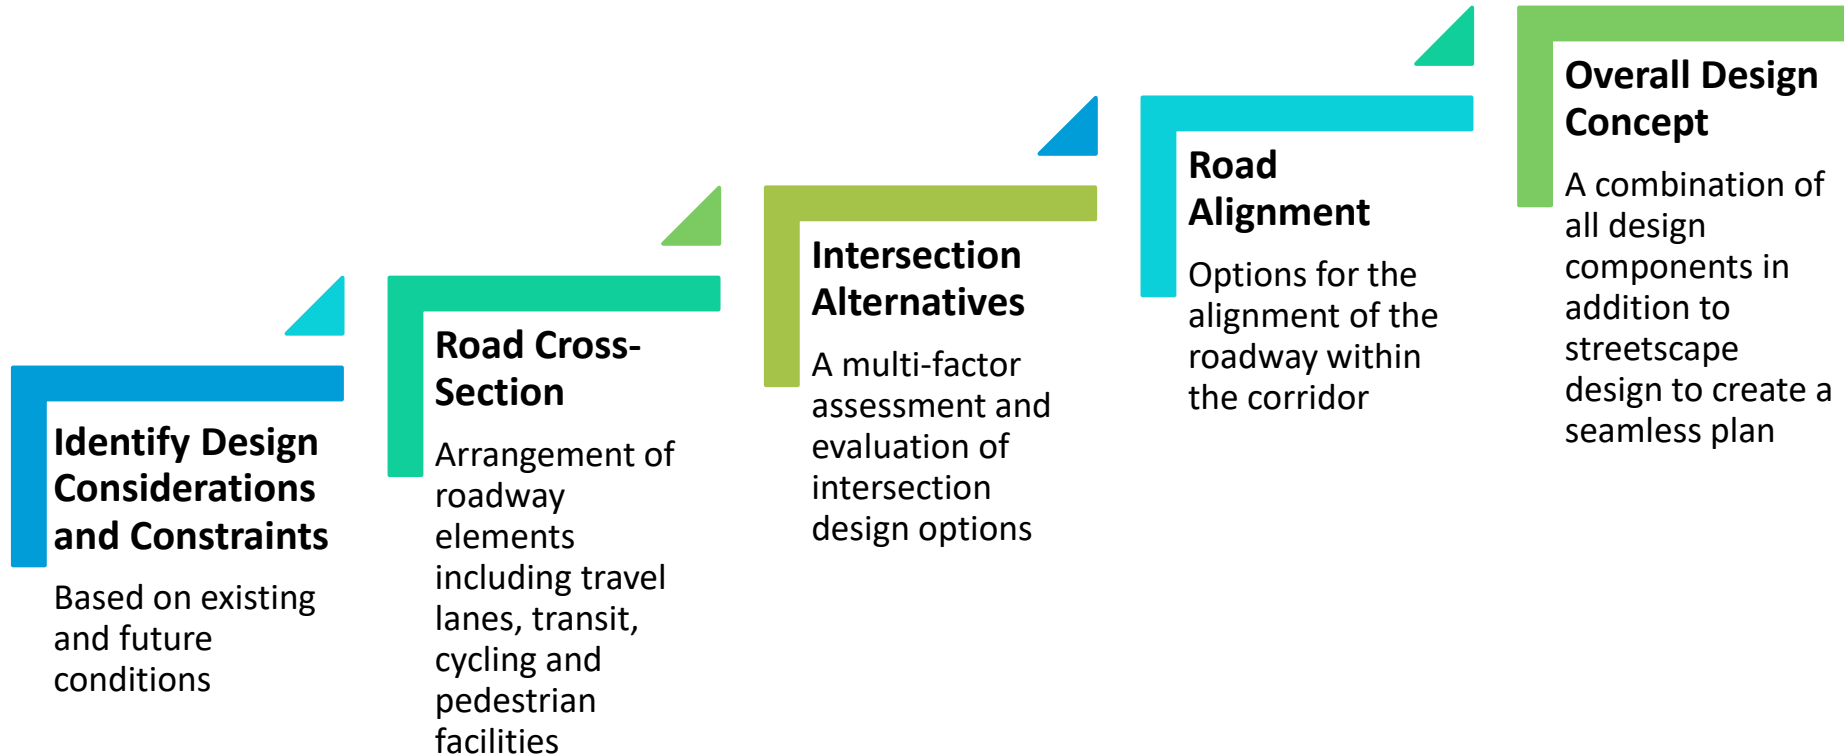 Identify Design
Considerations
and Constraints
Based on existing
and future
conditions
Road Cross-
Section
Arrangement of
roadway
elements
including travel
lanes, transit,
cycling and
pedestrian
facilities
Intersection
Alternatives
A multi-factor
assessment and
evaluation of
intersection
design options
Road
Alignment
Options for the
alignment of the
roadway within
the corridor
Overall Design
Concept
A combination of
all design
components in
addition to
streetscape
design to create a
seamless plan